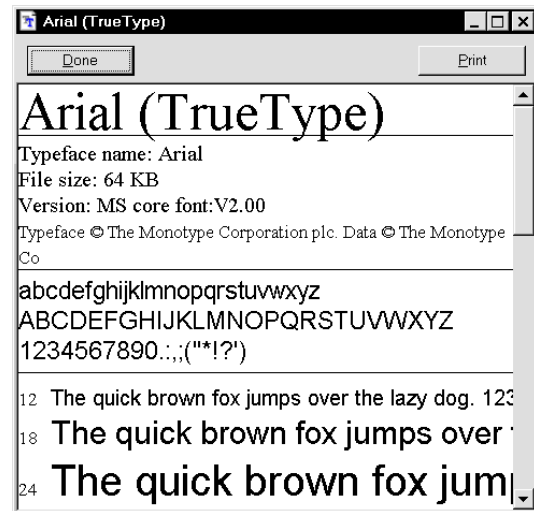 Arial (TrueType)
Done Print
Arial (TrueType)
Typeface name: Arial
File size: 64 KB
Version: MS core font:V2.00
Typeface © The Monotype Corporation plc. Data © The Monotype
Co
abcdefghijklmnopqrstuvwxyz
ABCDEFGHIJKLMNOPQRSTUVWXYZ
1234567890.:,;("*!?')
12 The quick brown fox jumps over the lazy dog. 123
18 The quick brown fox jumps over
24 The quick brown fox jump